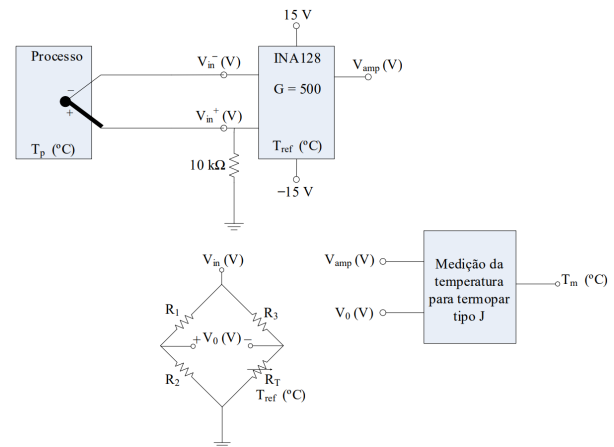 15 V
Processo
V_in^- (V)
INA128
G = 500
V_amp (V)
−
+
V_in^+ (V)
T_p (ºC)
T_ref (ºC)
10 kΩ
−15 V
V_in (V)
R_1
R_3
+ V_0 (V) −
R_2
R_T
T_ref (ºC)
V_amp (V)
V_0 (V)
Medição da
temperatura
para termopar
tipo J
T_m (ºC)